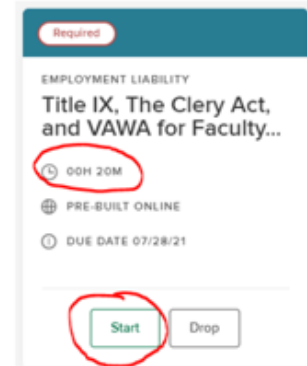 Required
EMPLOYMENT LIABILITY
Title IX, The Clery Act,
and VAWA for Faculty...
00H 20M
PRE-BUILT ONLINE
DUE DATE 07/28/21
Start
Drop